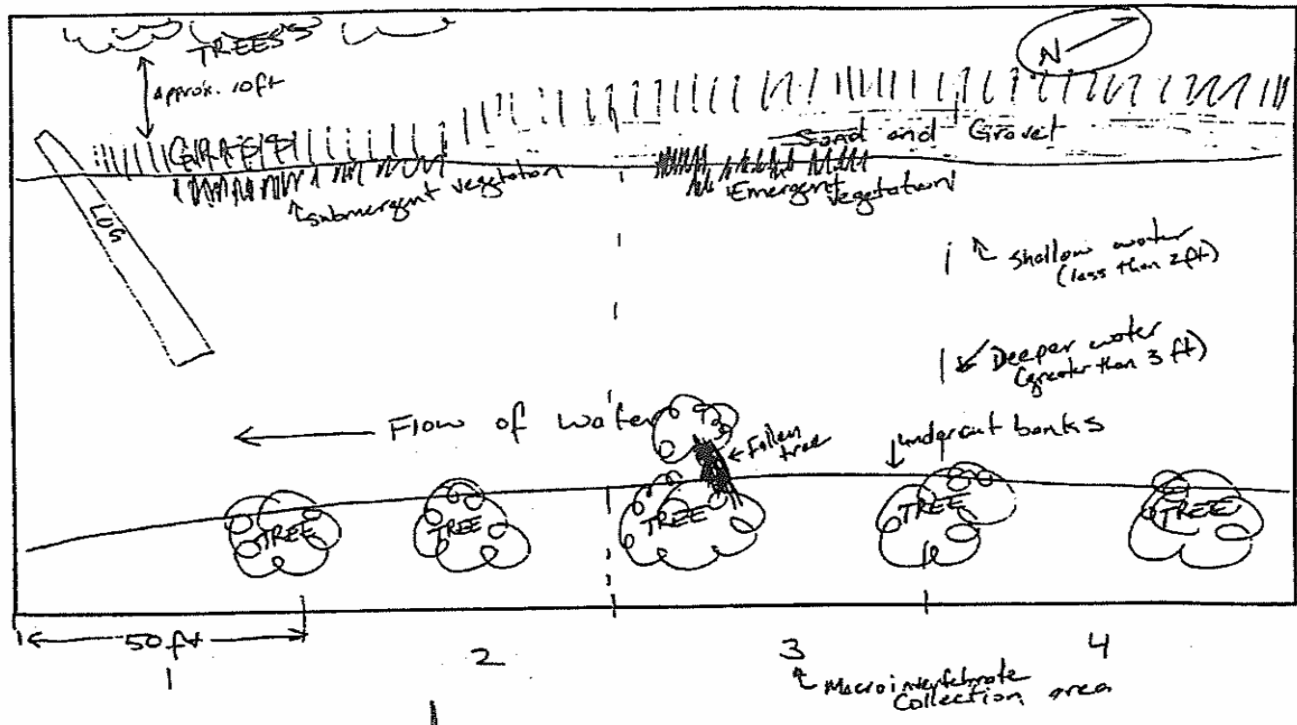 TREES
N
Approx. 10ft
GRASS
Sand and Gravel
Submergent vegetation
Emergent
vegetation
LOG
Shallow water
(less than 2ft)
Deeper water
(greater than 3 ft)
Flow of water
Fallen
tree
undercut banks
TREE
TREE
TREE
TREE
TREE
50 ft
1
2
3
4
Macroinvertebrate
Collection area